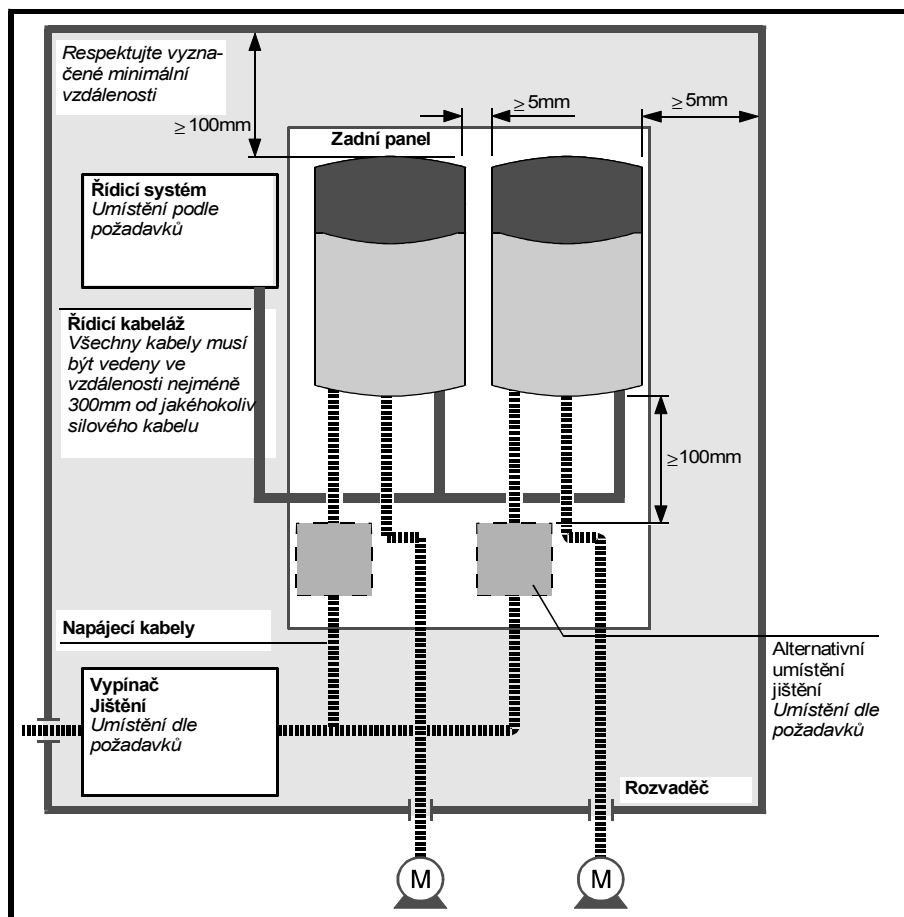 Respektujte vyzna-
čené minimální
vzdálenosti
≥100mm
≥5mm
≥5mm
Zadní panel
Řídicí systém
Umístění podle
požadavků
Řídicí kabeláž
Všechny kabely musí
být vedeny ve
vzdálenosti nejméně
300mm od jakéhokoliv
silového kabelu
≥100mm
Napájecí kabely
Vypínač
Jištění
Umístění dle
požadavků
Alternativní
umístění
jištění
Umístění dle
požadavků
Rozvaděč
M
M